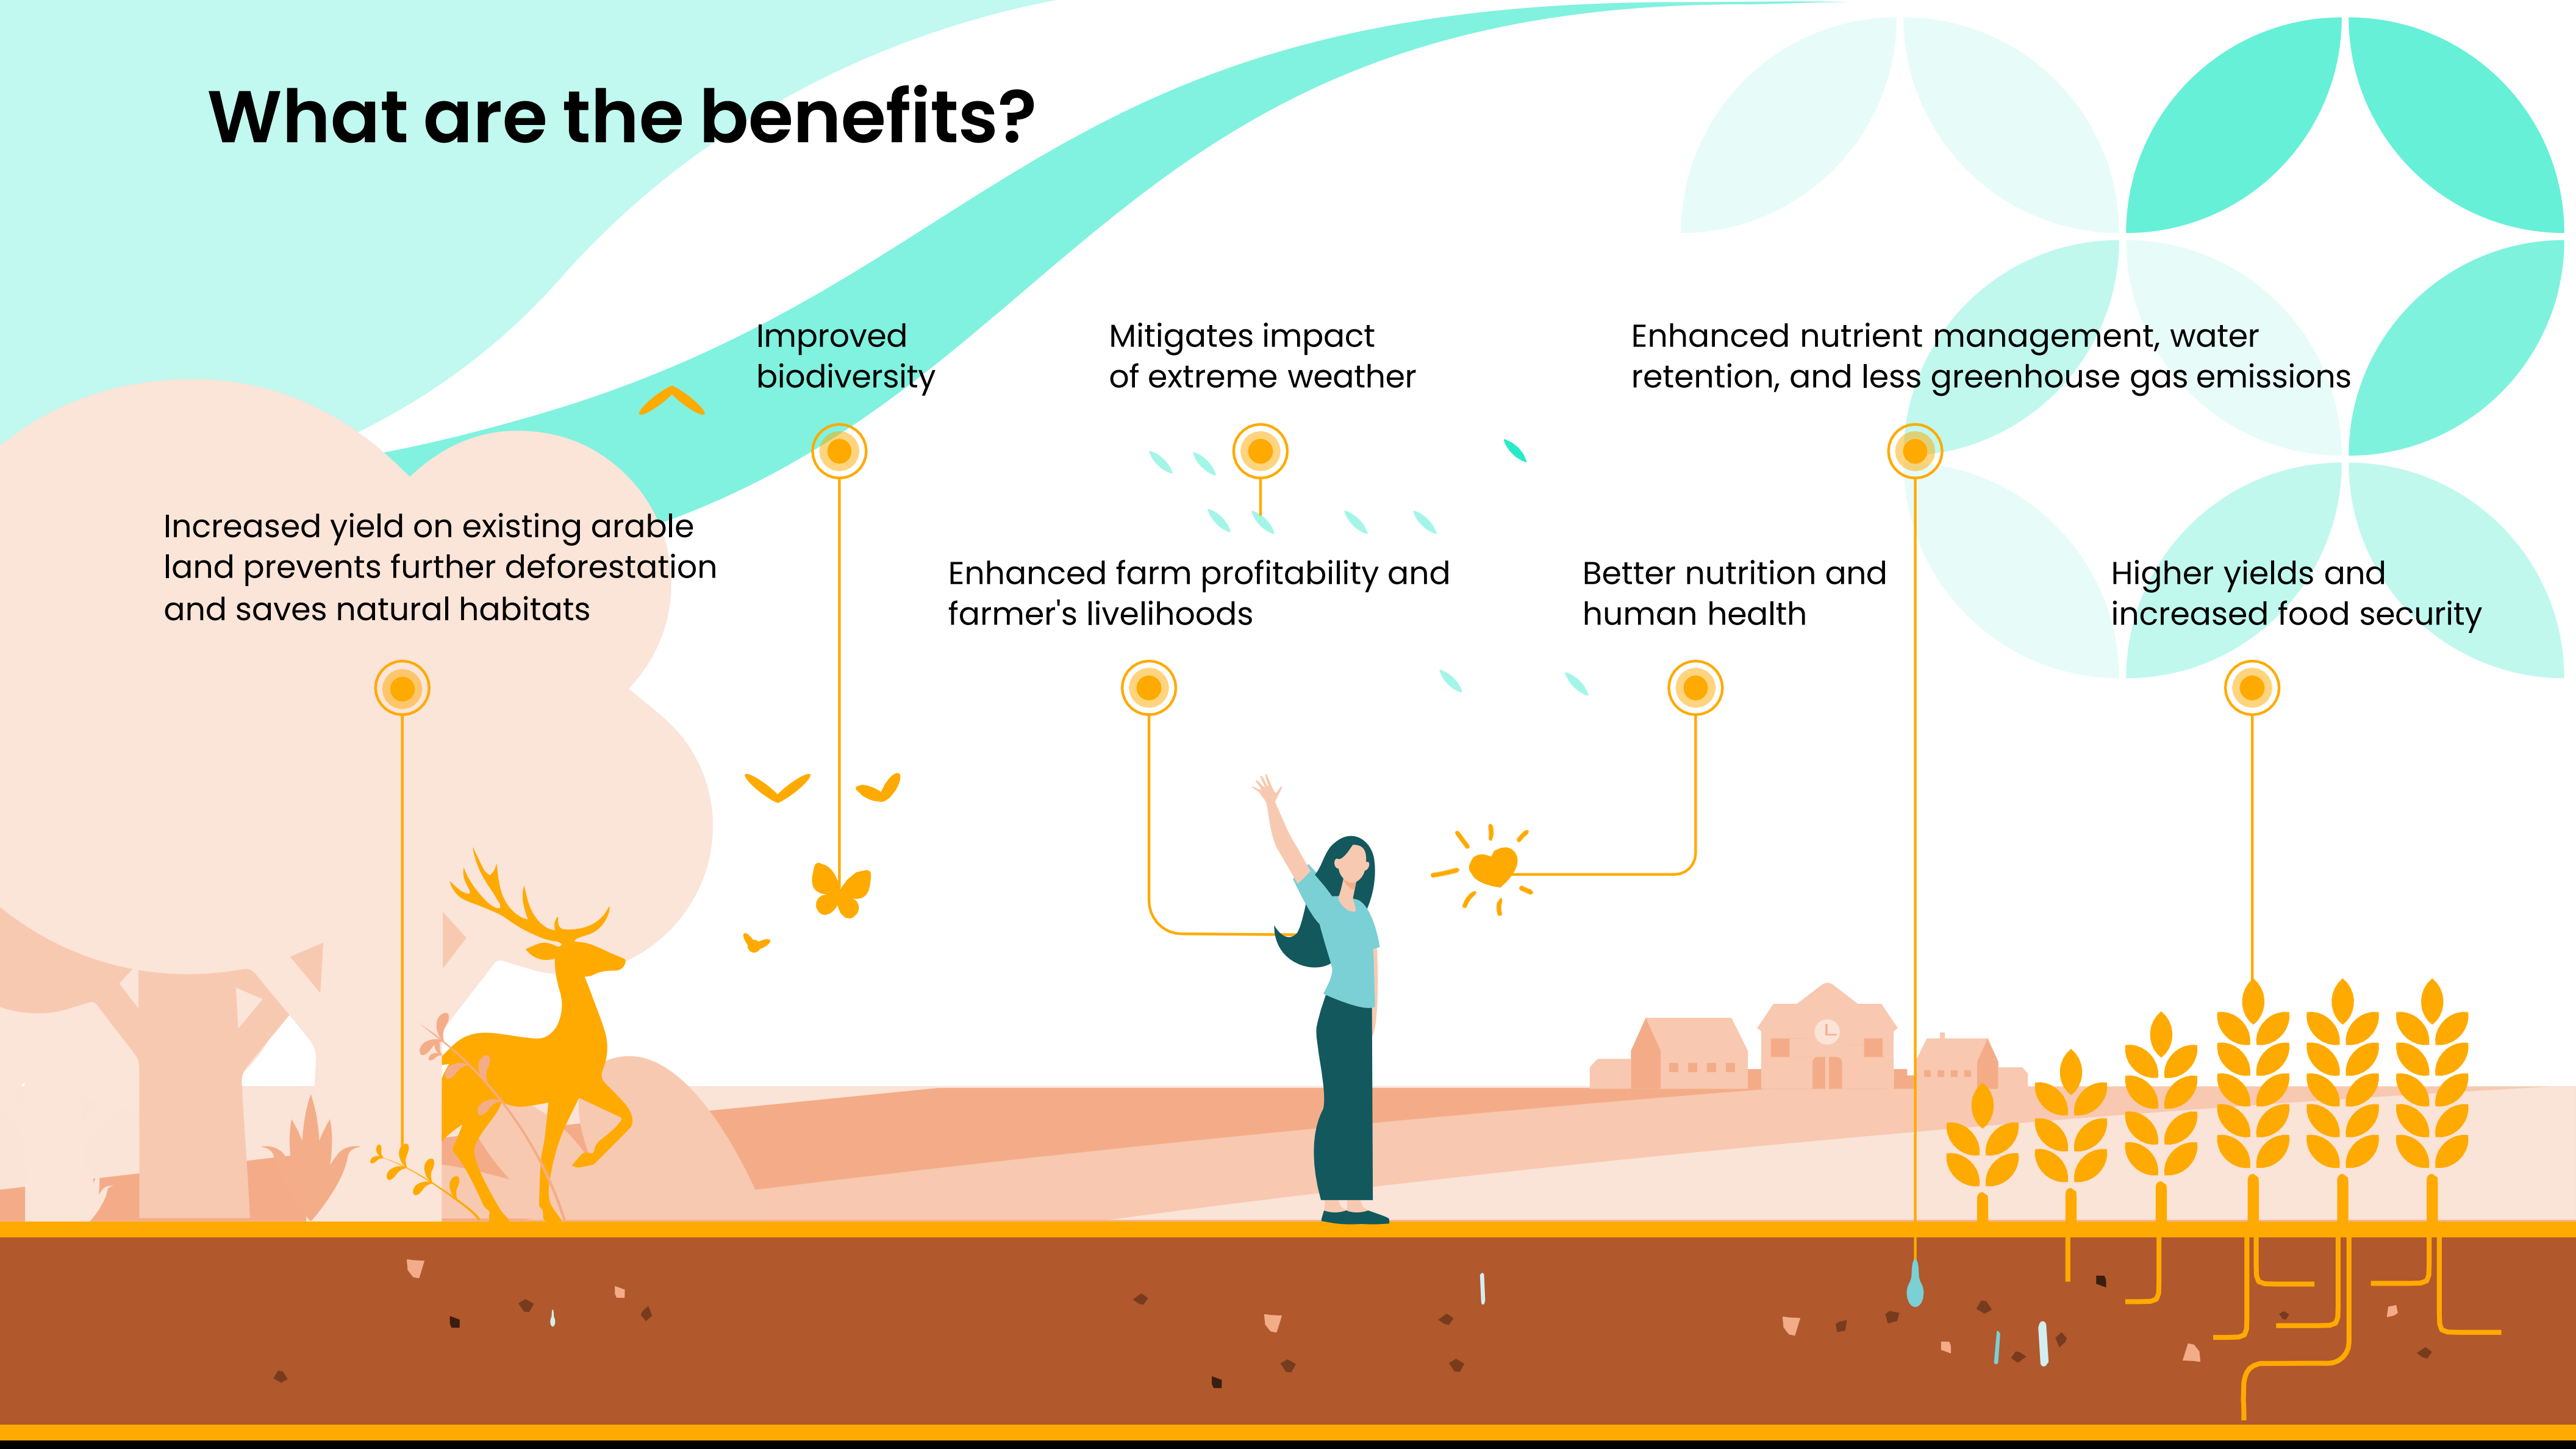 What are the benefits?
Improved
biodiversity
Mitigates impact
of extreme weather
Enhanced nutrient management, water
retention, and less greenhouse gas emissions
Increased yield on existing arable
land prevents further deforestation
and saves natural habitats
Enhanced farm profitability and
farmer's livelihoods
Better nutrition and
human health
Higher yields and
increased food security